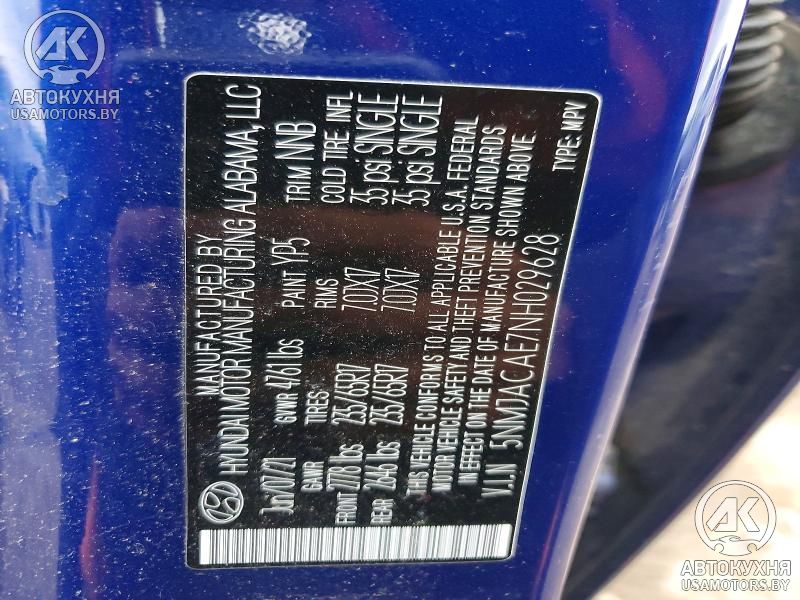 MANUFACTURED BY
HYUNDAI MOTOR MANUFACTURING ALABAMA, LLC
Jun/07/21 GVWR 4761 lbs PAINT YP5 TRIM NNB
GAWR TIRES RIMS COLD TIRE INFL
FRONT 2778 lbs 235/65R17 7.0JX17 35 psi SINGLE
REAR 2646 lbs 235/65R17 7.0JX17 35 psi SINGLE
THIS VEHICLE CONFORMS TO ALL APPLICABLE U.S.A. FEDERAL
MOTOR VEHICLE SAFETY AND THEFT PREVENTION STANDARDS
IN EFFECT ON THE DATE OF MANUFACTURE SHOWN ABOVE.
V.I.N 5NMJACAE7NH029628 TYPE: MPV
АК
АВТОКУХНЯ
USAMOTORS.BY
АК
АВТОКУХНЯ
USAMOTORS.BY